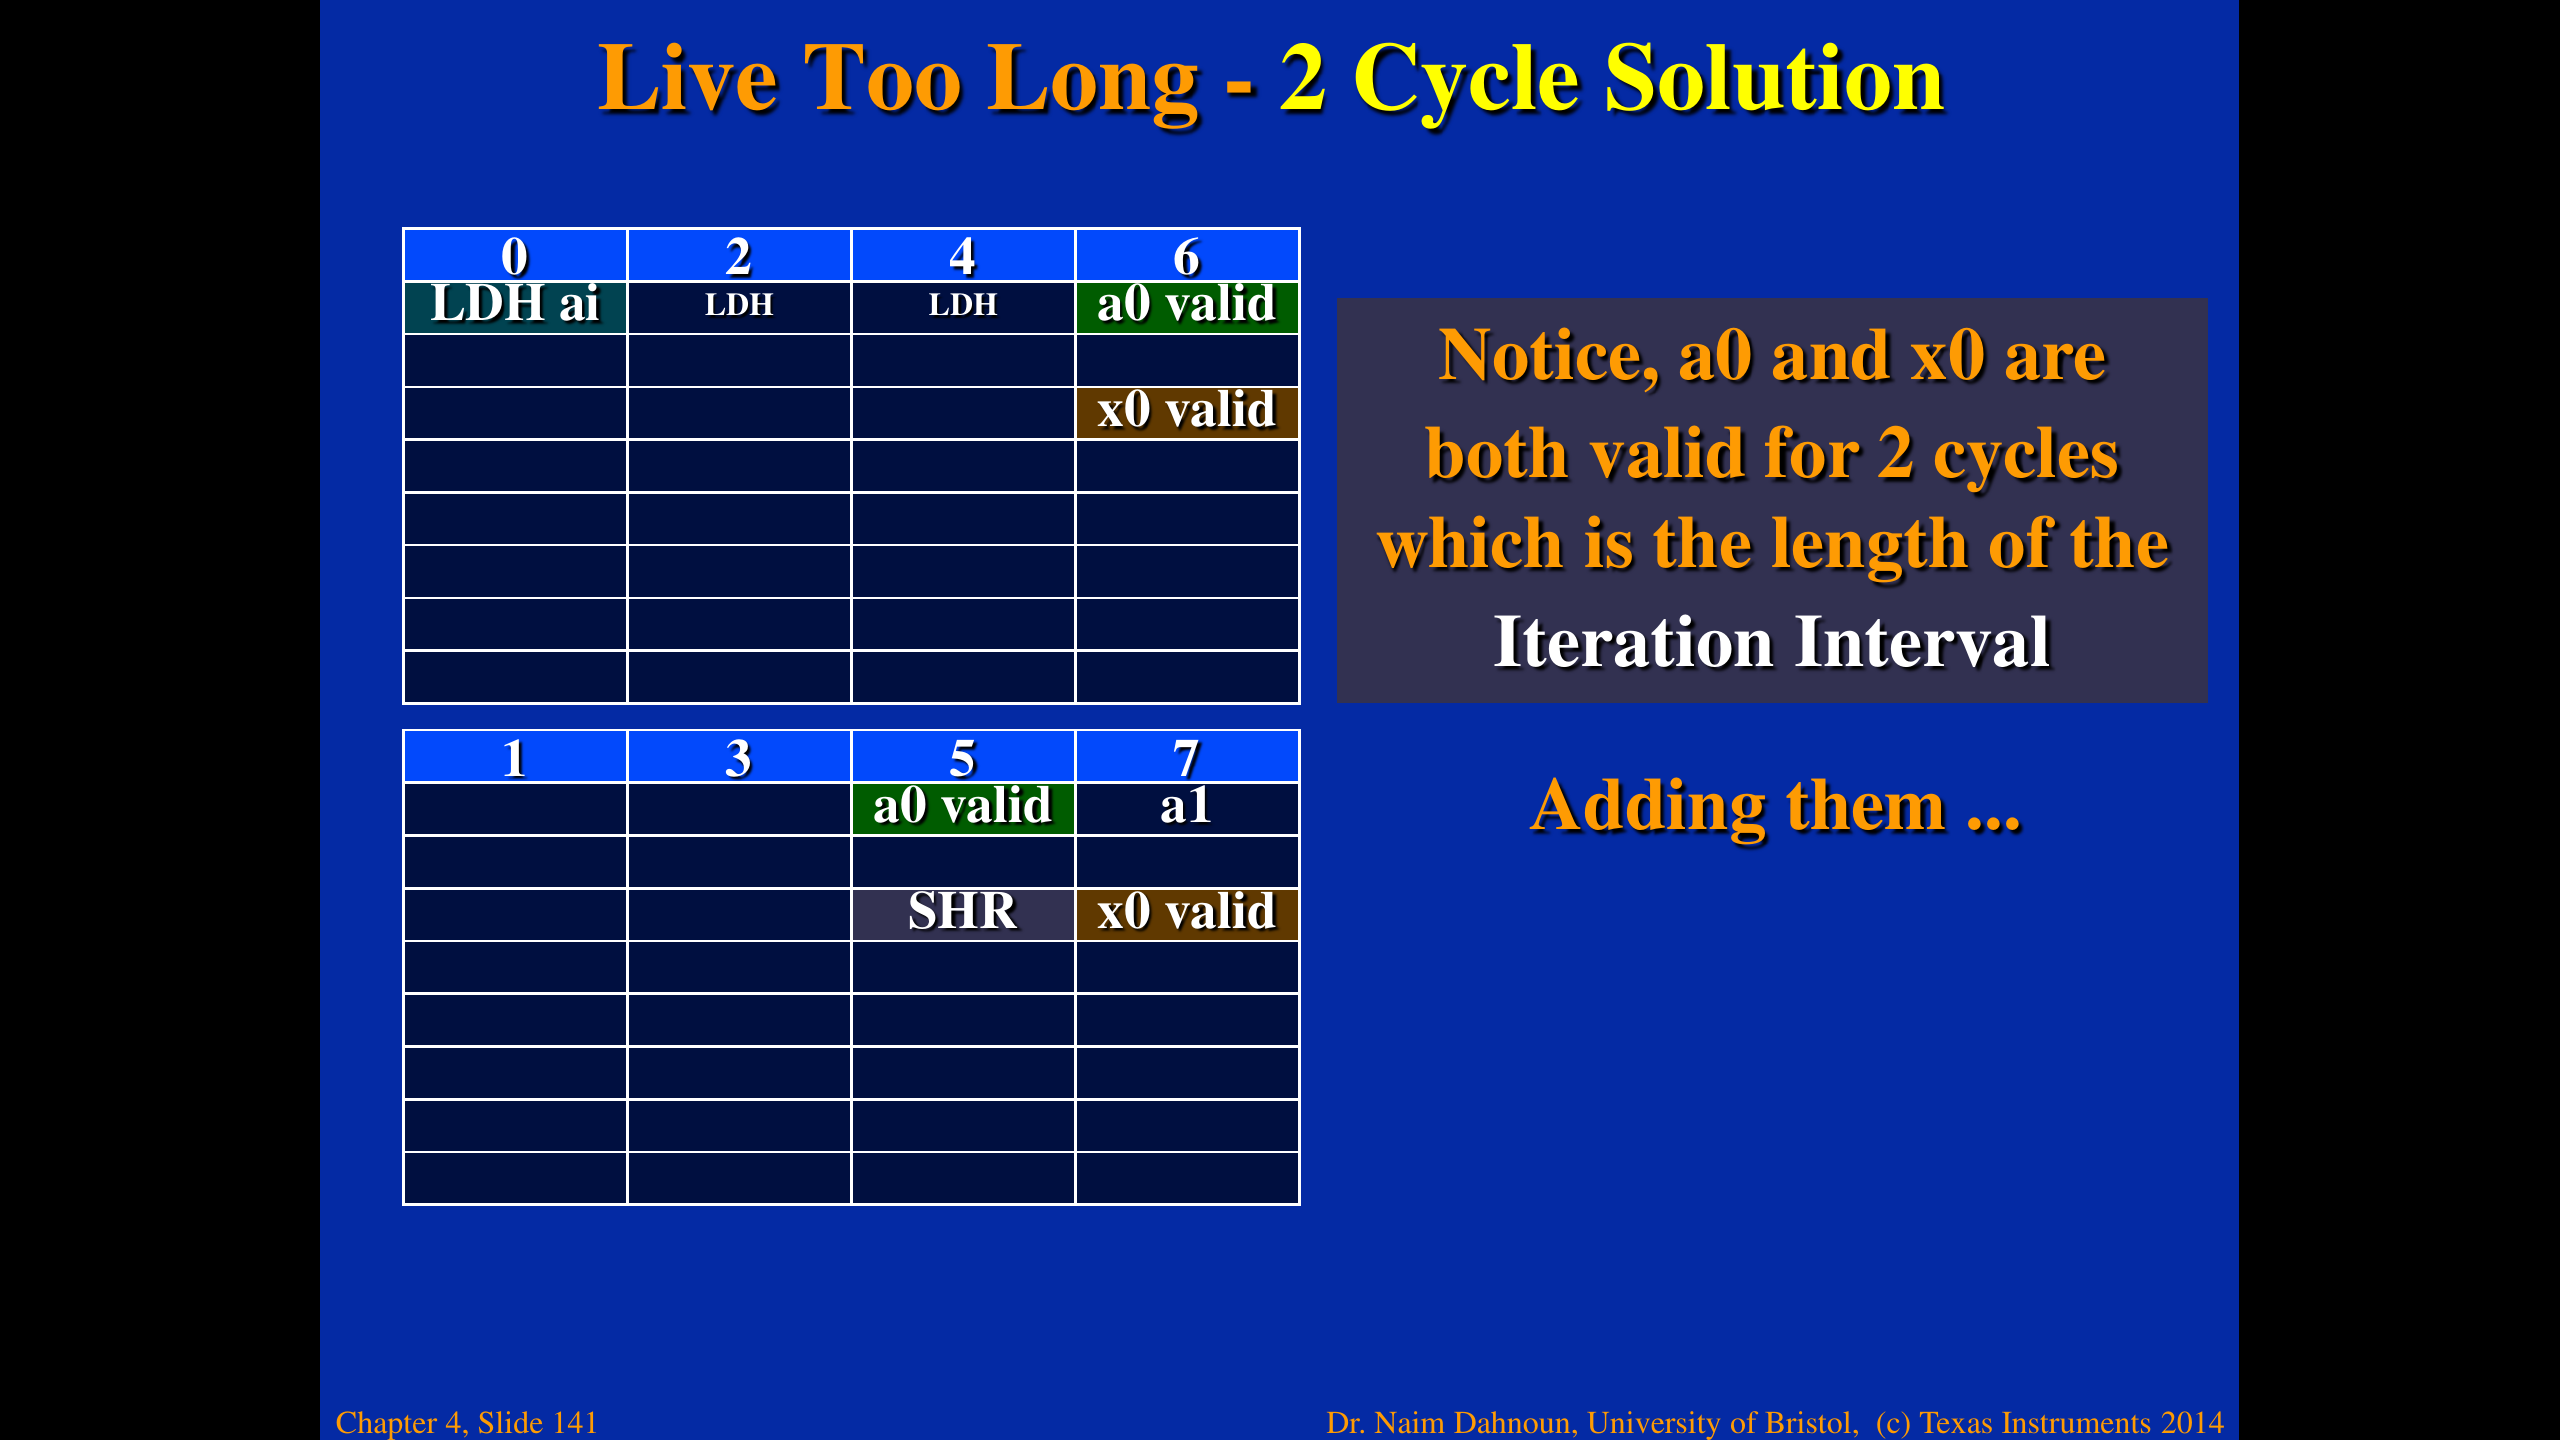 Live Too Long - 2 Cycle Solution
0 2 4 6
LDH ai LDH LDH a0 valid
x0 valid
Notice, a0 and x0 are
both valid for 2 cycles
which is the length of the
Iteration Interval
1 3 5 7
a0 valid a1
SHR x0 valid
Adding them ...
Chapter 4, Slide 141
Dr. Naim Dahnoun, University of Bristol, (c) Texas Instruments 2014